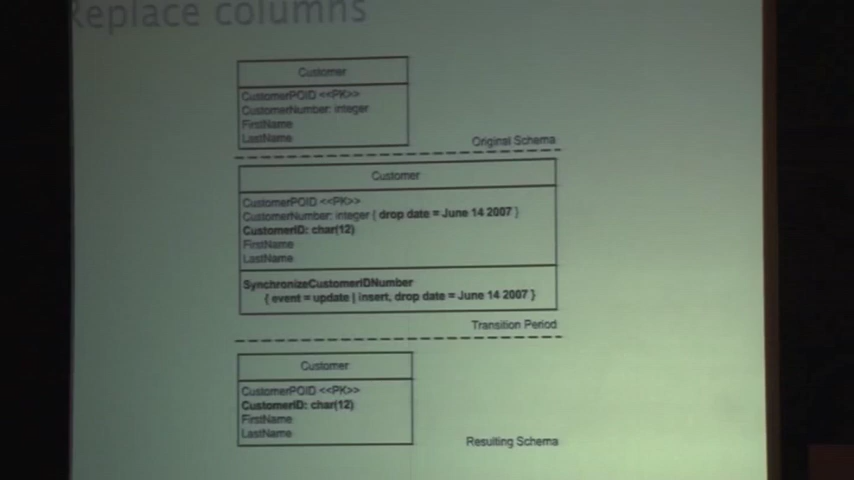 Replace columns
Customer
CustomerPOID <<PK>>
CustomerNumber: integer
FirstName
LastName
Original Schema
Customer
CustomerPOID <<PK>>
CustomerNumber: integer { drop date = June 14 2007 }
CustomerID: char(12)
FirstName
LastName
SynchronizeCustomerIDNumber
{ event = update | insert, drop date = June 14 2007 }
Transition Period
Customer
CustomerPOID <<PK>>
CustomerID: char(12)
FirstName
LastName
Resulting Schema